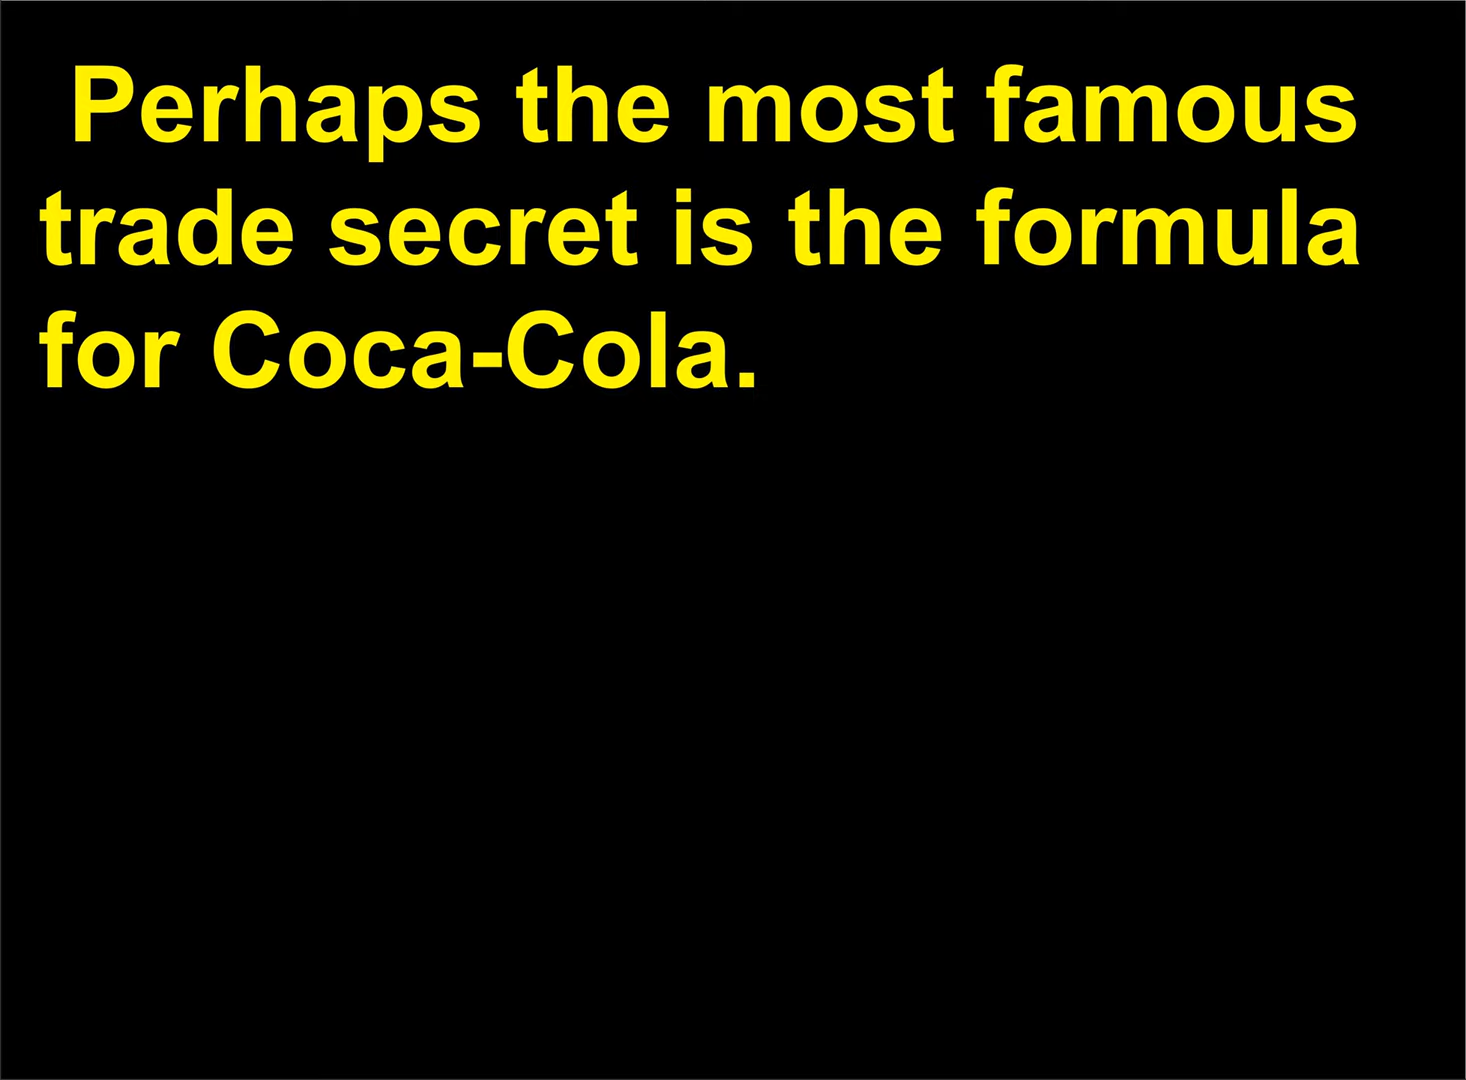 Perhaps the most famous
trade secret is the formula
for Coca-Cola.